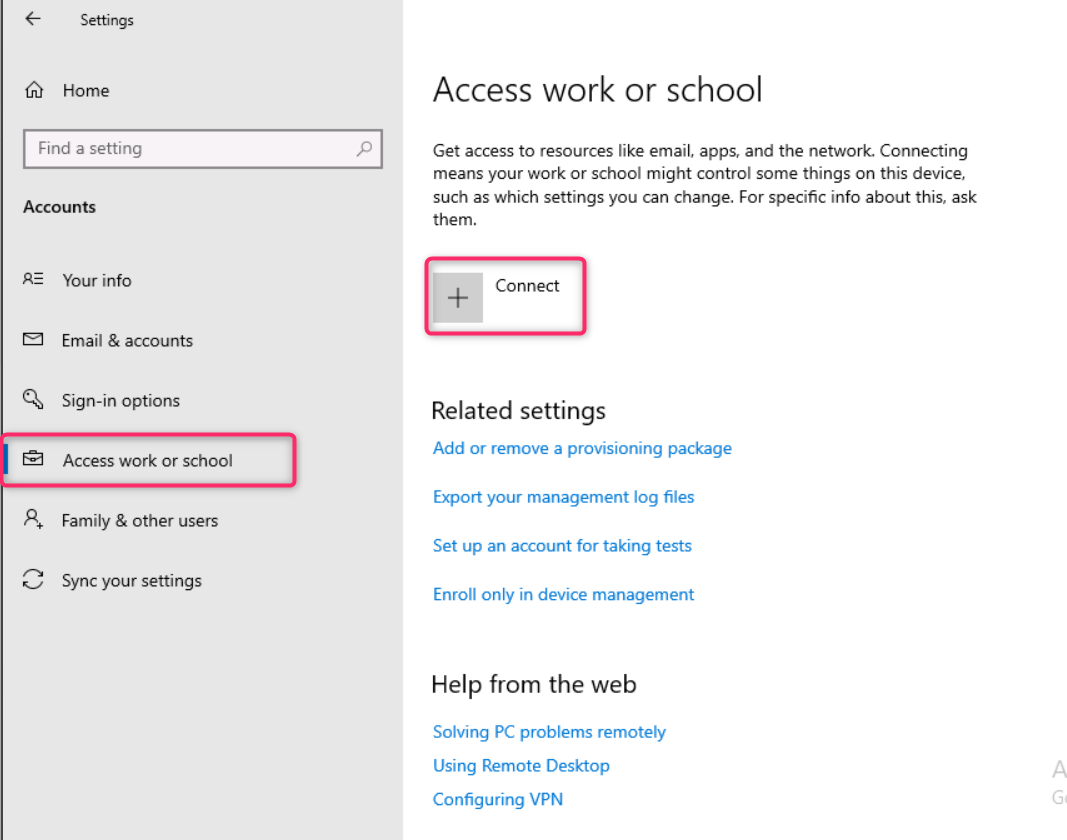 Settings
Home
Find a setting
Accounts
Your info
Email & accounts
Sign-in options
Access work or school
Family & other users
Sync your settings
Access work or school
Get access to resources like email, apps, and the network. Connecting
means your work or school might control some things on this device,
such as which settings you can change. For specific info about this, ask
them.
Connect
Related settings
Add or remove a provisioning package
Export your management log files
Set up an account for taking tests
Enroll only in device management
Help from the web
Solving PC problems remotely
Using Remote Desktop
Configuring VPN